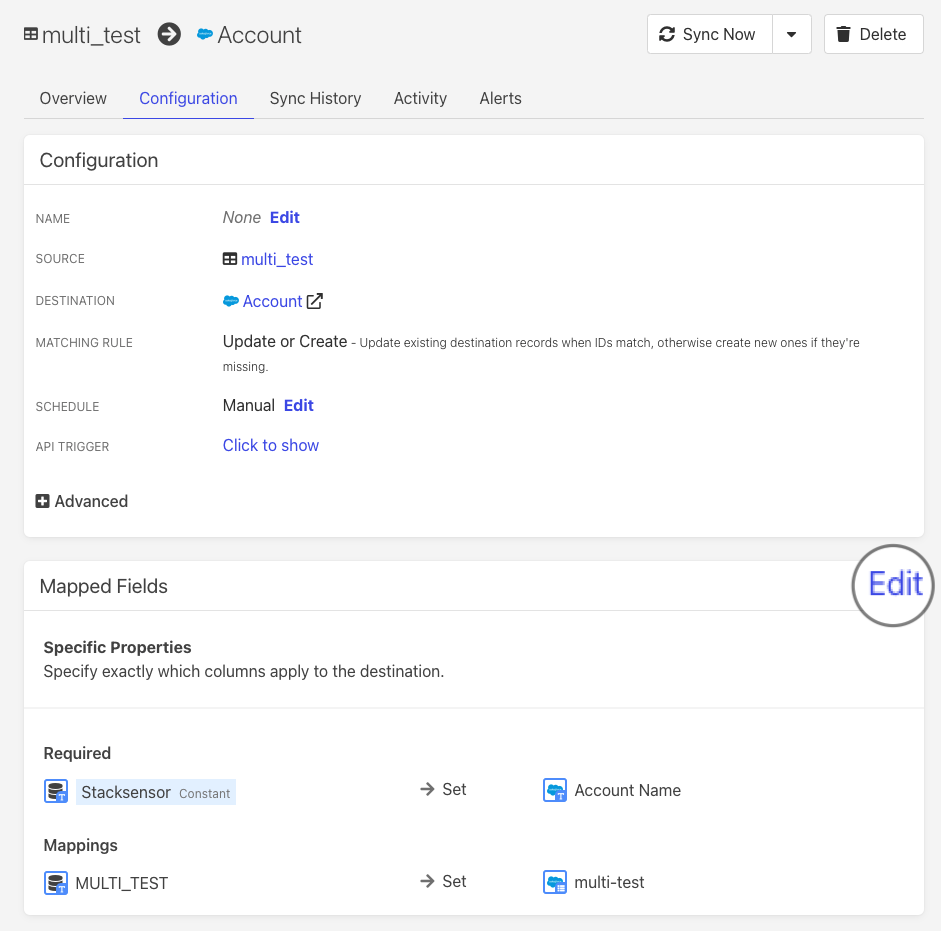 multi_test Account Sync Now Delete
Overview Configuration Sync History Activity Alerts
Configuration
NAME None Edit
SOURCE multi_test
DESTINATION Account
MATCHING RULE Update or Create - Update existing destination records when IDs match, otherwise create new ones if they're
missing.
SCHEDULE Manual Edit
API TRIGGER Click to show
Advanced
Mapped Fields Edit
Specific Properties
Specify exactly which columns apply to the destination.
Required
Stacksensor Constant Set Account Name
Mappings
MULTI_TEST Set multi-test